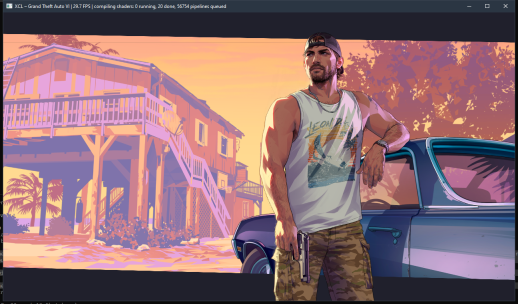 XCL – Grand Theft Auto VI | 29.7 FPS | compiling shaders: 0 running, 20 done, 56754 pipelines queued